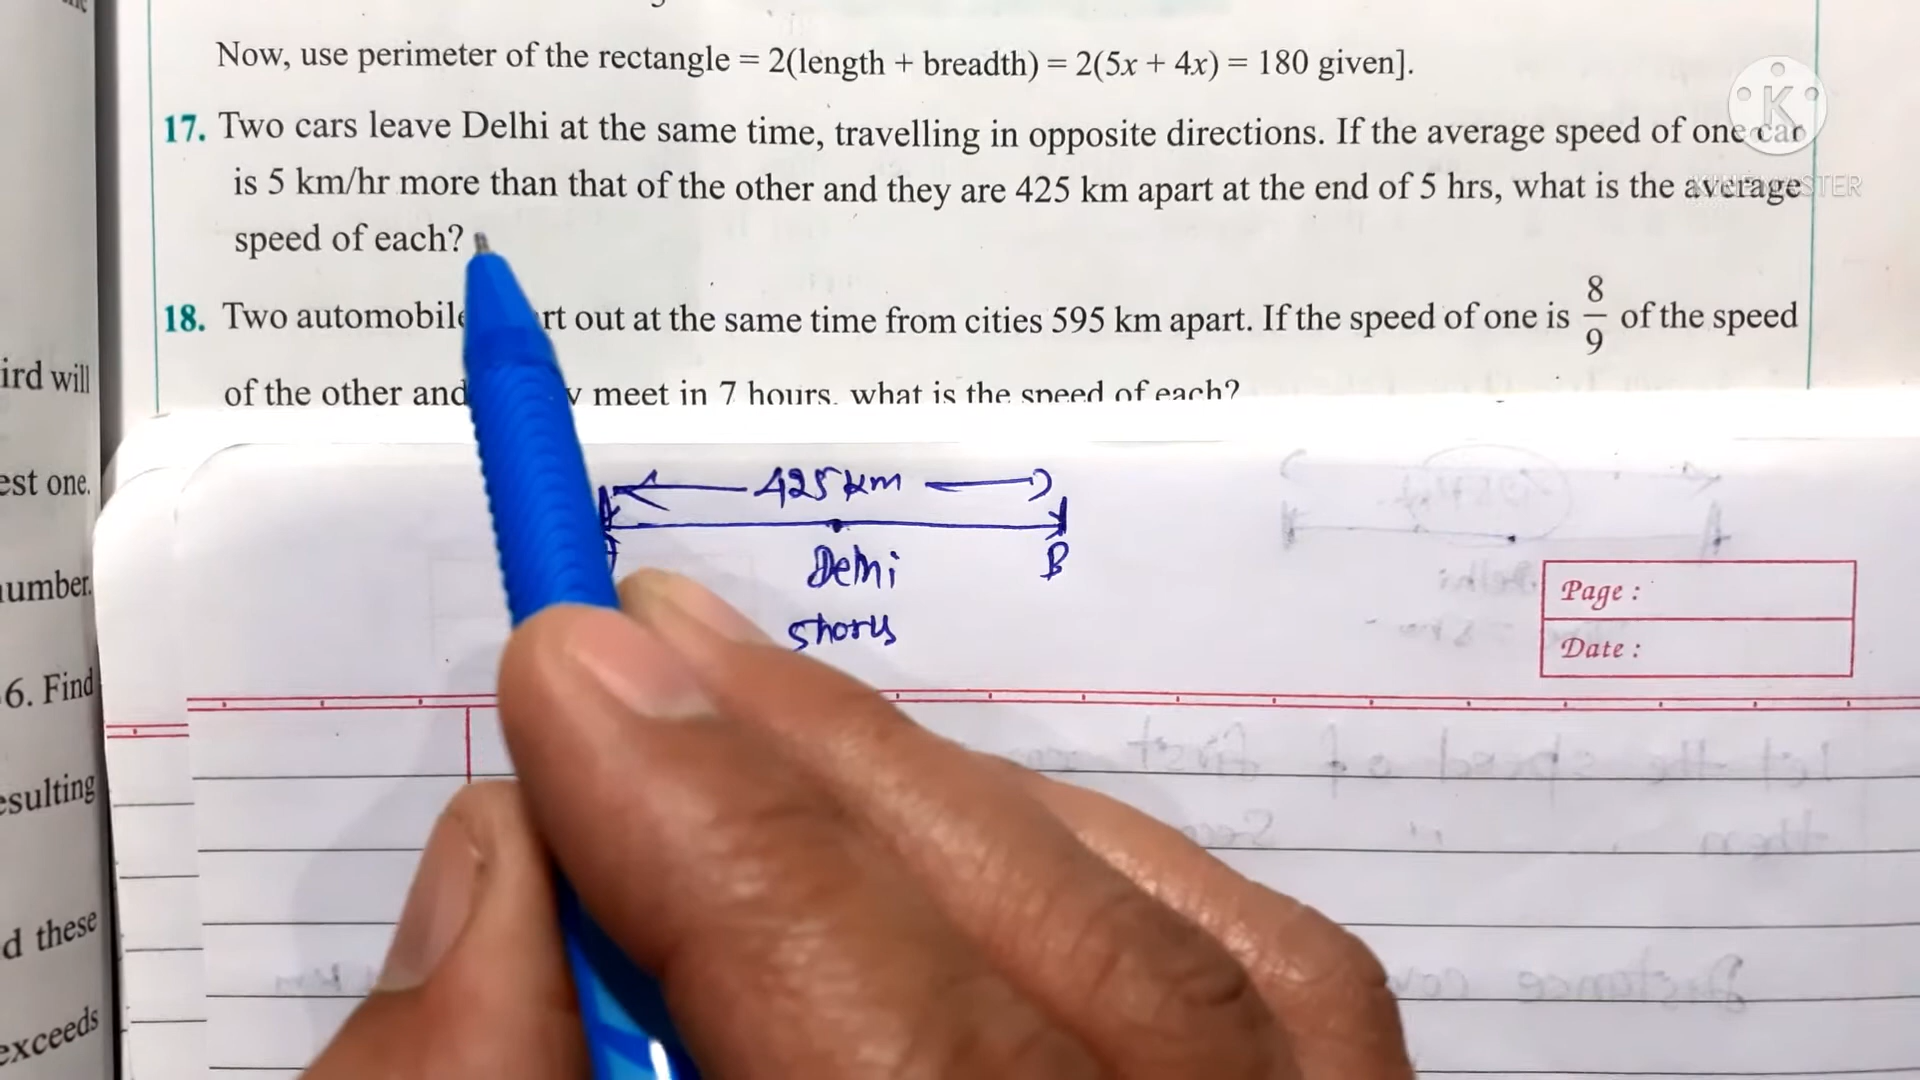 Now, use perimeter of the rectangle = 2(length + breadth) = 2(5x + 4x) = 180 given].
17. Two cars leave Delhi at the same time, travelling in opposite directions. If the average speed of one car
is 5 km/hr more than that of the other and they are 425 km apart at the end of 5 hrs, what is the average
speed of each?
18. Two automobile rt out at the same time from cities 595 km apart. If the speed of one is 8/9 of the speed
of the other and y meet in 7 hours, what is the speed of each?
ird will
est one.
number.
6. Find
esulting
d these
exceeds
425 km
Delhi
B
5hors
Page :
Date :
K